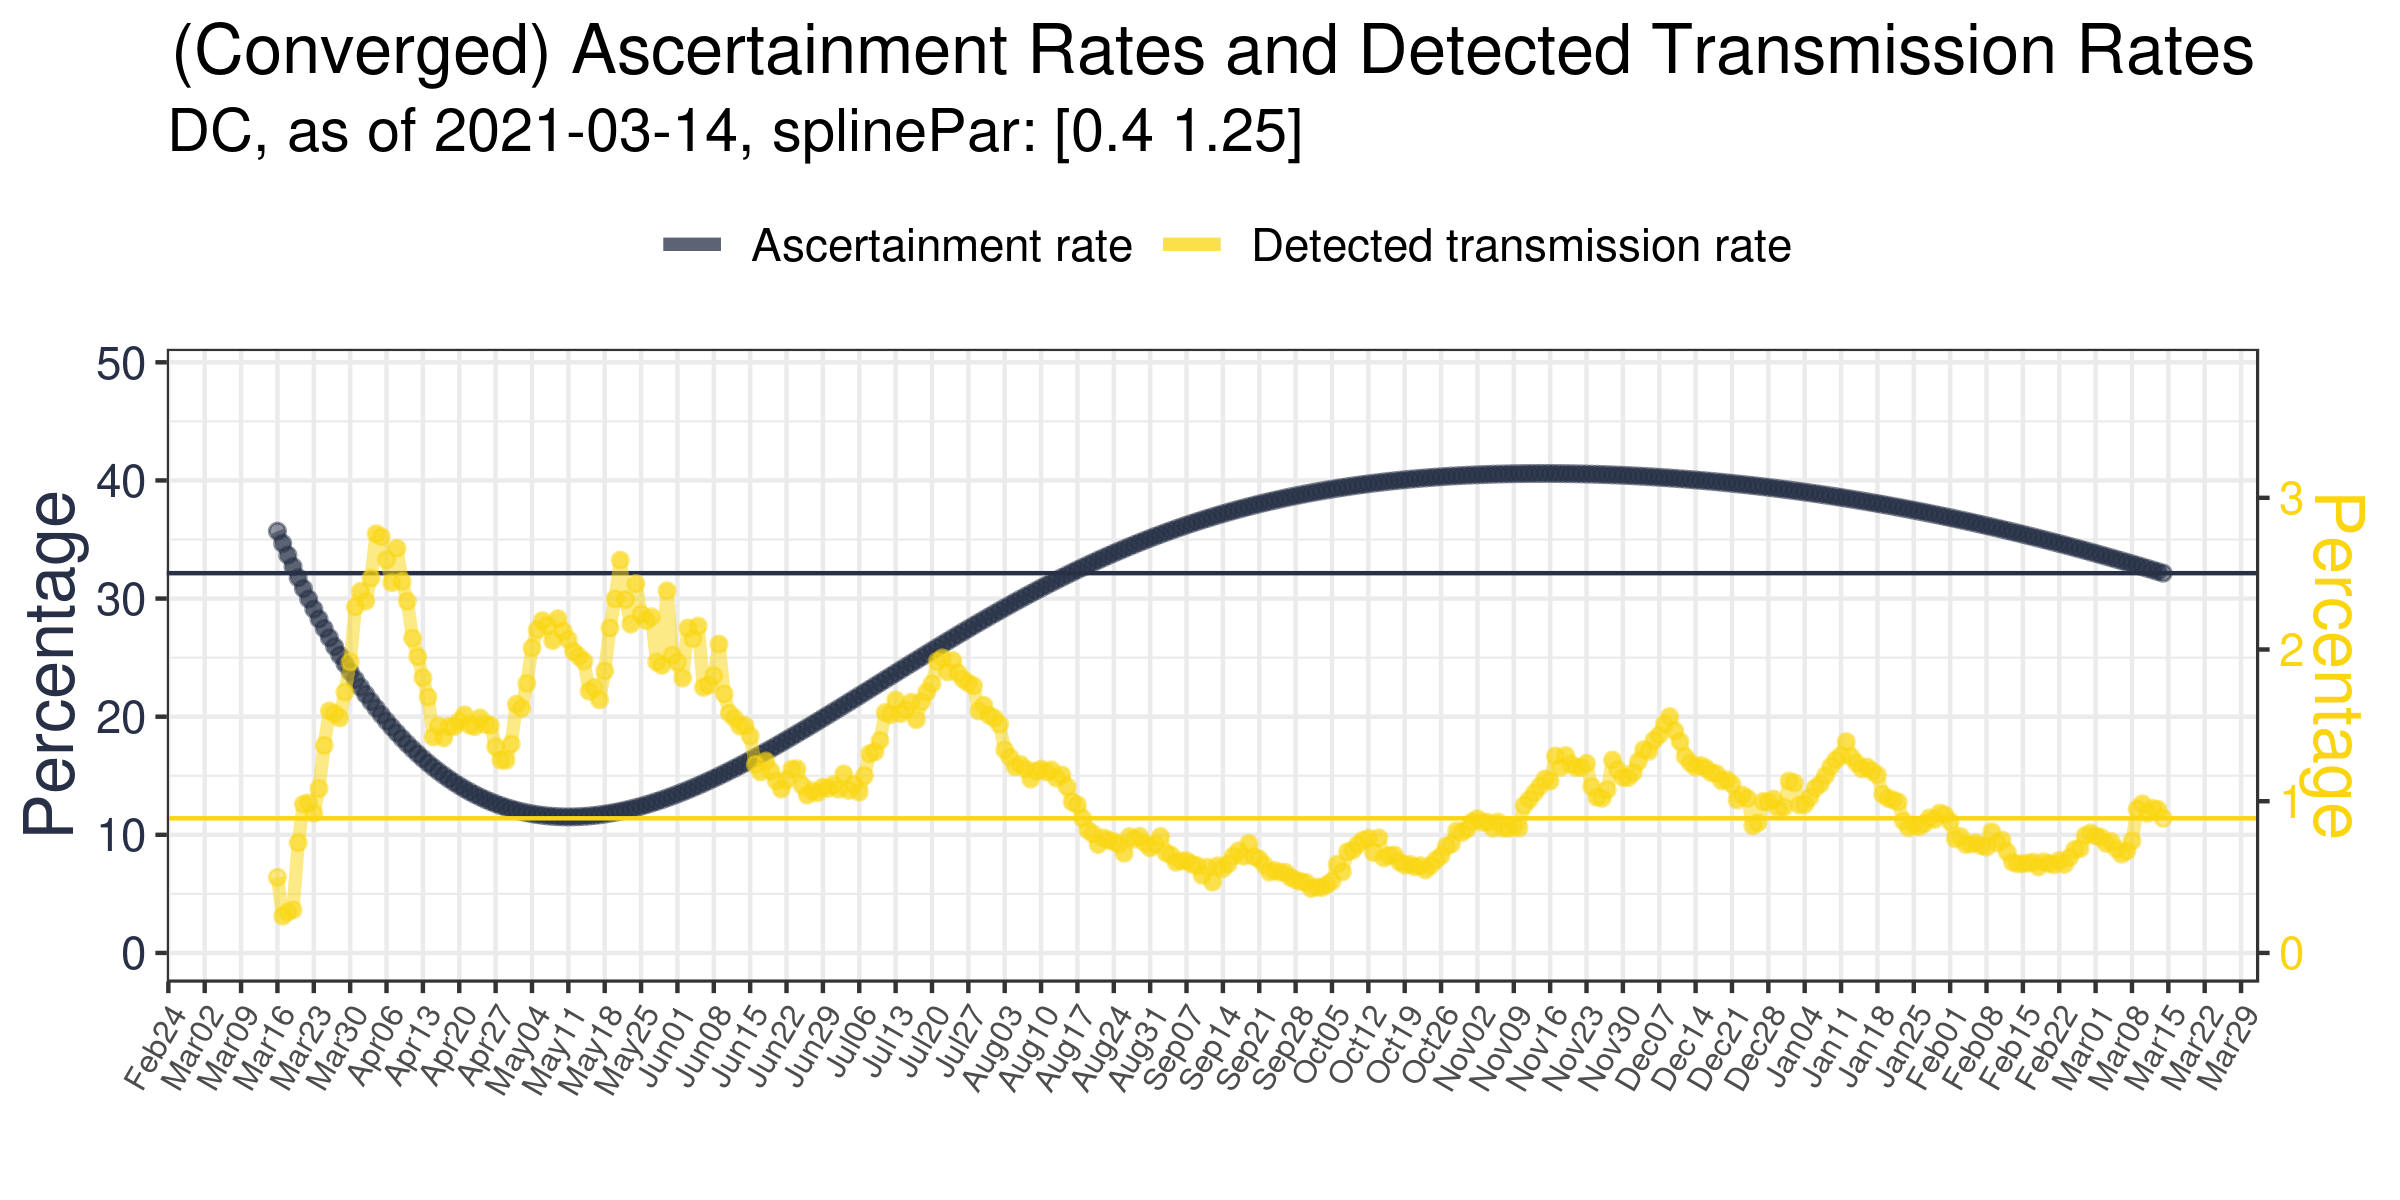 (Converged) Ascertainment Rates and Detected Transmission Rates
DC, as of 2021-03-14, splinePar: [0.4 1.25]
Ascertainment rate Detected transmission rate
Percentage
50
40
30
20
10
0
3
2
1
0
Percentage
Feb24 Mar02 Mar09 Mar16 Mar23 Mar30 Apr06 Apr13 Apr20 Apr27 May04 May11 May18 May25 Jun01 Jun08 Jun15 Jun22 Jun29 Jul06 Jul13 Jul20 Jul27 Aug03 Aug10 Aug17 Aug24 Aug31 Sep07 Sep14 Sep21 Sep28 Oct05 Oct12 Oct19 Oct26 Nov02 Nov09 Nov16 Nov23 Nov30 Dec07 Dec14 Dec21 Dec28 Jan04 Jan11 Jan18 Jan25 Feb01 Feb08 Feb15 Feb22 Mar01 Mar08 Mar15 Mar22 Mar29